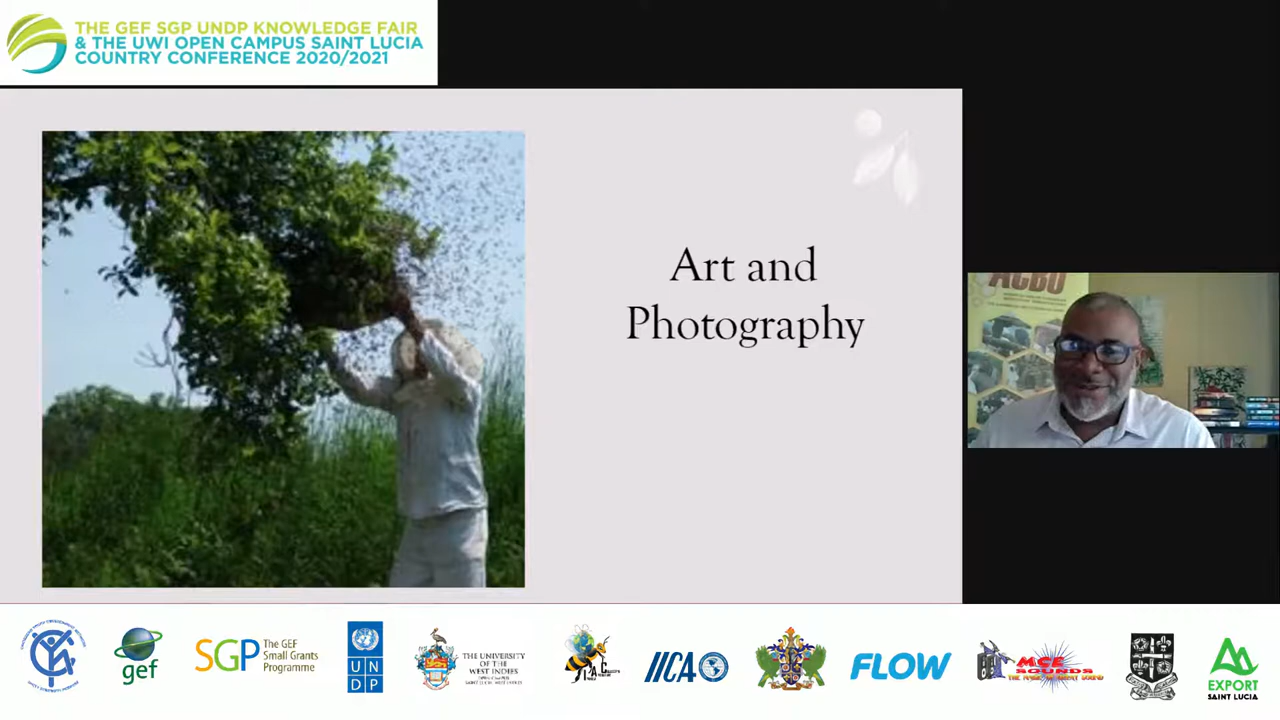 THE GEF SGP UNDP KNOWLEDGE FAIR
& THE UWI OPEN CAMPUS SAINT LUCIA
COUNTRY CONFERENCE 2020/2021
Art and
Photography
ACBO
gef
SGP
The GEF
Small Grants
Programme
U N
D P
THE UNIVERSITY
OF THE
WEST INDIES
IICA
FLOW
MCE
SOUNDS
EXPORT
SAINT LUCIA